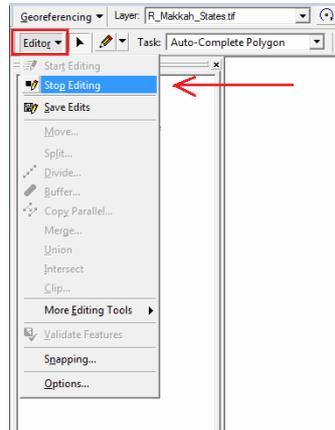 Georeferencing Layer: R_Makkah_States.tif
Editor Task: Auto-Complete Polygon
Start Editing
Stop Editing
Save Edits
Move...
Split...
Divide...
Buffer...
Copy Parallel...
Merge...
Union
Intersect
Clip...
More Editing Tools
Validate Features
Snapping...
Options...